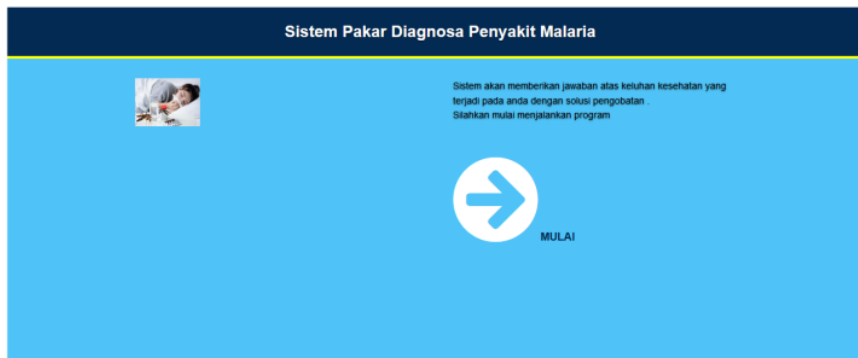 Sistem Pakar Diagnosa Penyakit Malaria
Sistem akan memberikan jawaban atas keluhan kesehatan yang
terjadi pada anda dengan solusi pengobatan .
Silahkan mulai menjalankan program
MULAI